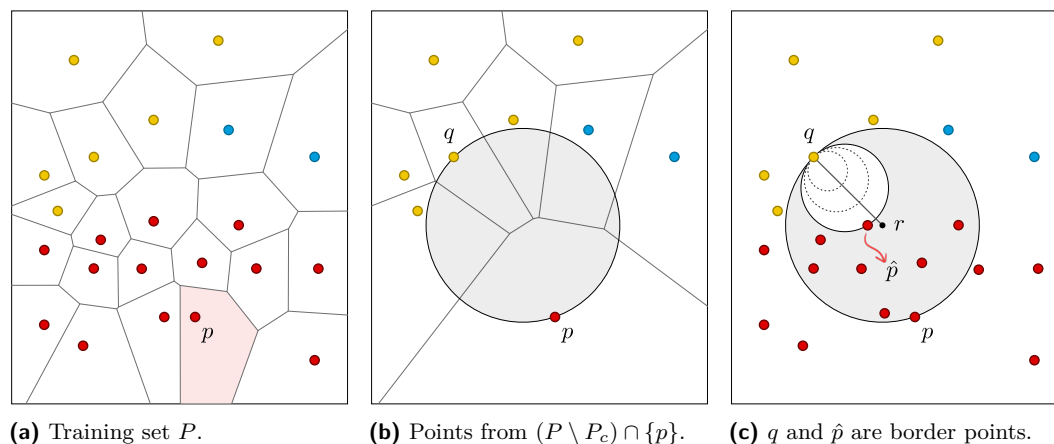 q
q
r
p̂
p
p
p
(a) Training set P.
(b) Points from (P \ P_c) ∩ {p}.
(c) q and p̂ are border points.